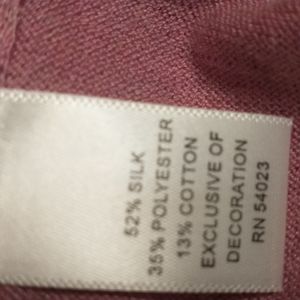 52% SILK
35% POLYESTER
13% COTTON
EXCLUSIVE OF
DECORATION
RN 54023